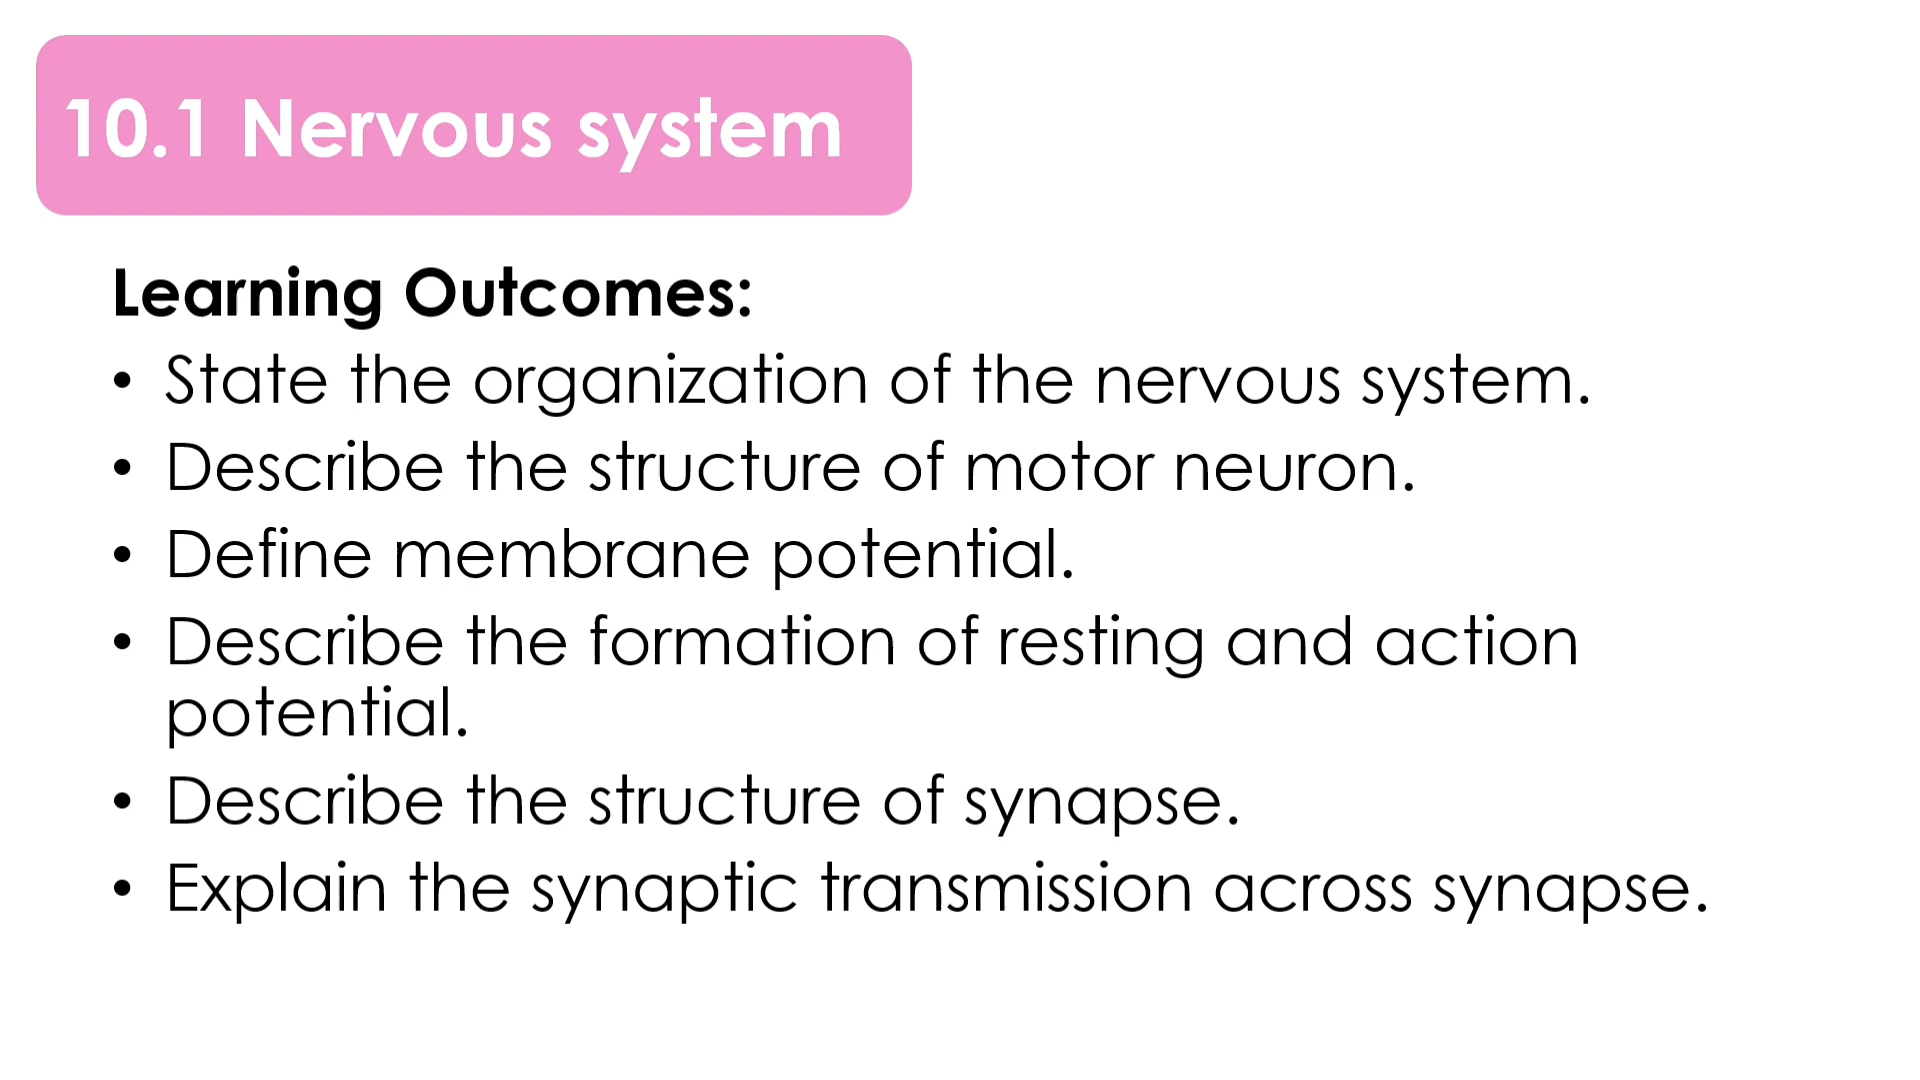 10.1 Nervous system
Learning Outcomes:
• State the organization of the nervous system.
• Describe the structure of motor neuron.
• Define membrane potential.
• Describe the formation of resting and action
potential.
• Describe the structure of synapse.
• Explain the synaptic transmission across synapse.